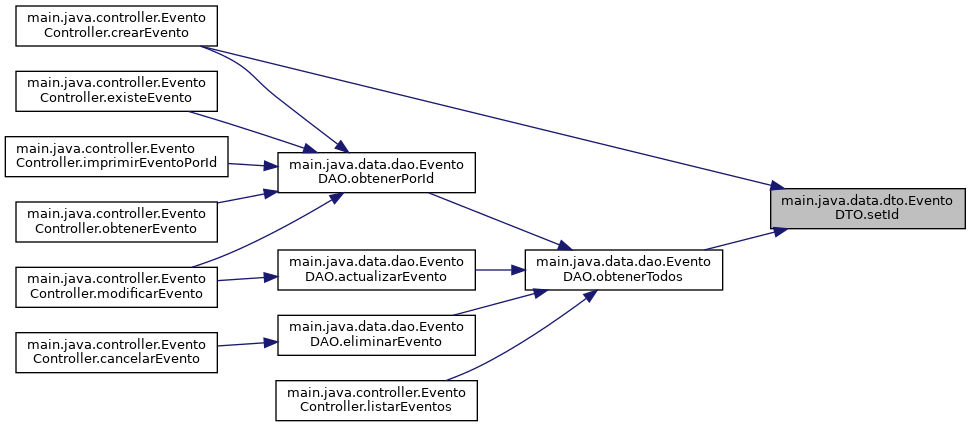 main.java.controller.Evento
Controller.crearEvento
main.java.controller.Evento
Controller.existeEvento
main.java.controller.Evento
Controller.imprimirEventoPorId
main.java.controller.Evento
Controller.obtenerEvento
main.java.controller.Evento
Controller.modificarEvento
main.java.controller.Evento
Controller.cancelarEvento
main.java.data.dao.Evento
DAO.obtenerPorId
main.java.data.dao.Evento
DAO.actualizarEvento
main.java.data.dao.Evento
DAO.eliminarEvento
main.java.controller.Evento
Controller.listarEventos
main.java.data.dao.Evento
DAO.obtenerTodos
main.java.data.dto.Evento
DTO.setId